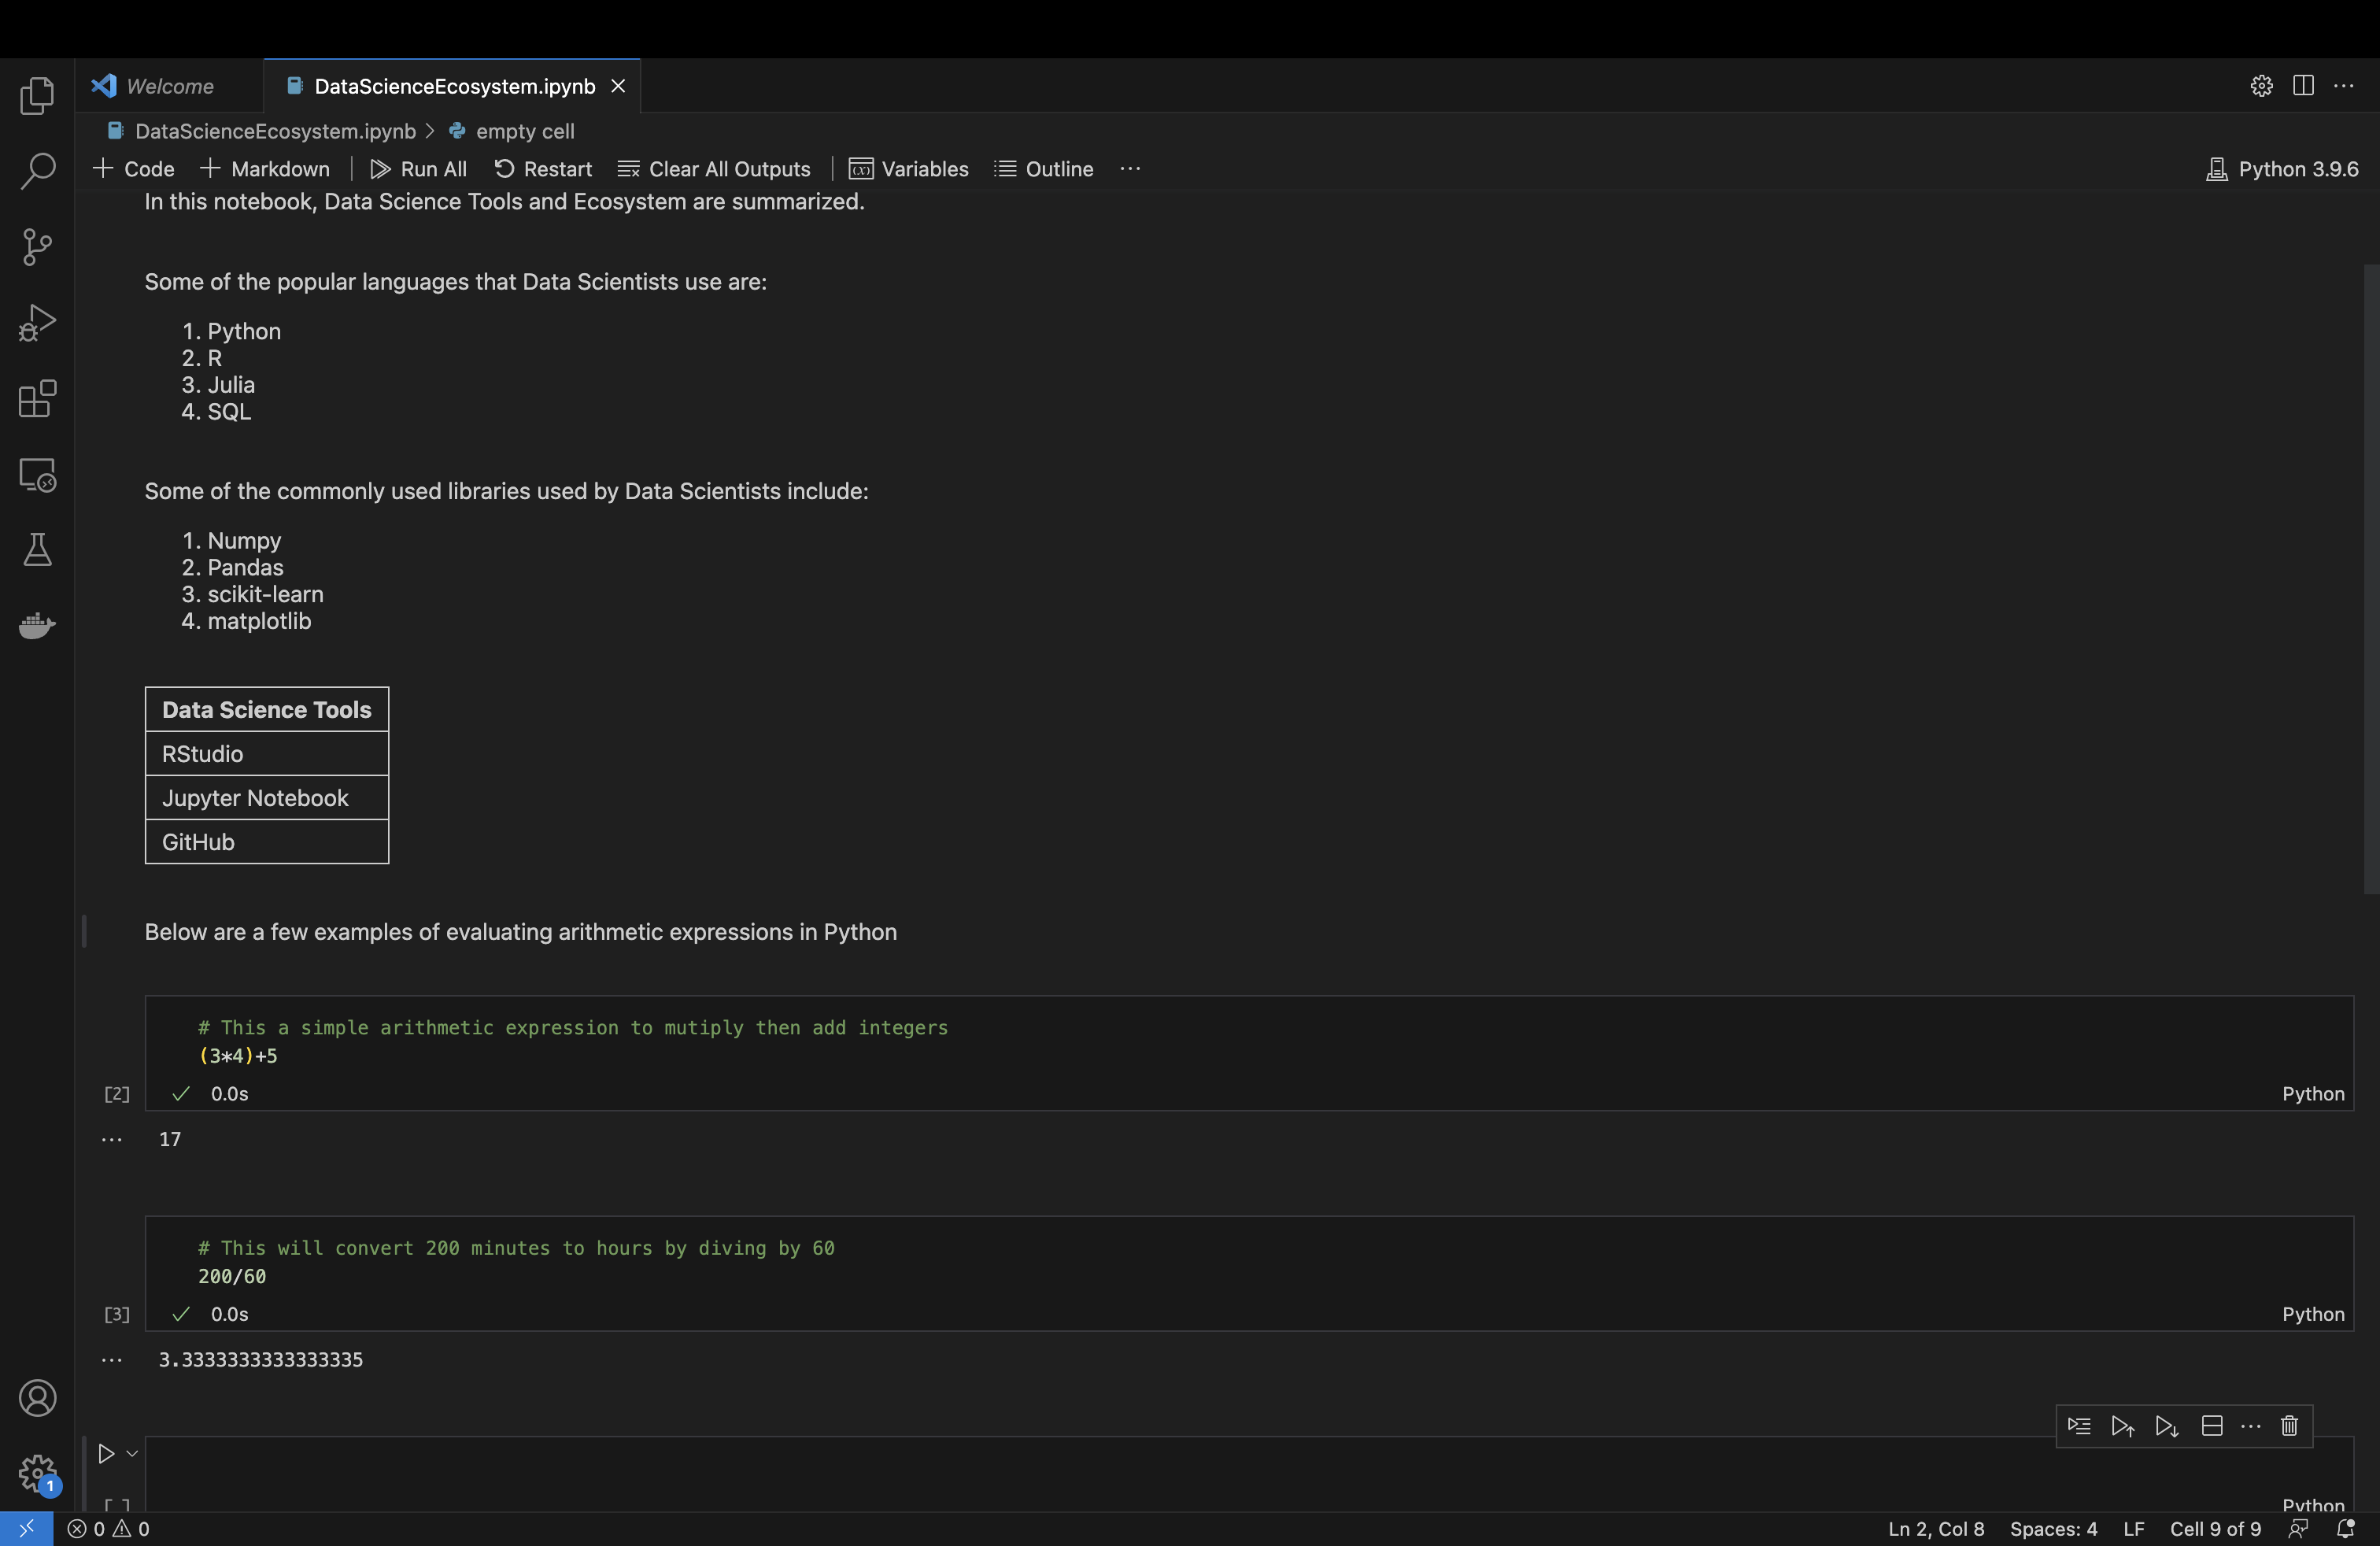 Welcome
DataScienceEcosystem.ipynb
DataScienceEcosystem.ipynb > empty cell
Code Markdown Run All Restart Clear All Outputs Variables Outline ... Python 3.9.6
In this notebook, Data Science Tools and Ecosystem are summarized.
Some of the popular languages that Data Scientists use are:
1. Python
2. R
3. Julia
4. SQL
Some of the commonly used libraries used by Data Scientists include:
1. Numpy
2. Pandas
3. scikit-learn
4. matplotlib
Data Science Tools
RStudio
Jupyter Notebook
GitHub
Below are a few examples of evaluating arithmetic expressions in Python
# This a simple arithmetic expression to mutiply then add integers
(3*4)+5
[2] 0.0s Python
... 17
# This will convert 200 minutes to hours by diving by 60
200/60
[3] 0.0s Python
... 3.3333333333333335
[ ] Python
1
0 0 Ln 2, Col 8 Spaces: 4 LF Cell 9 of 9